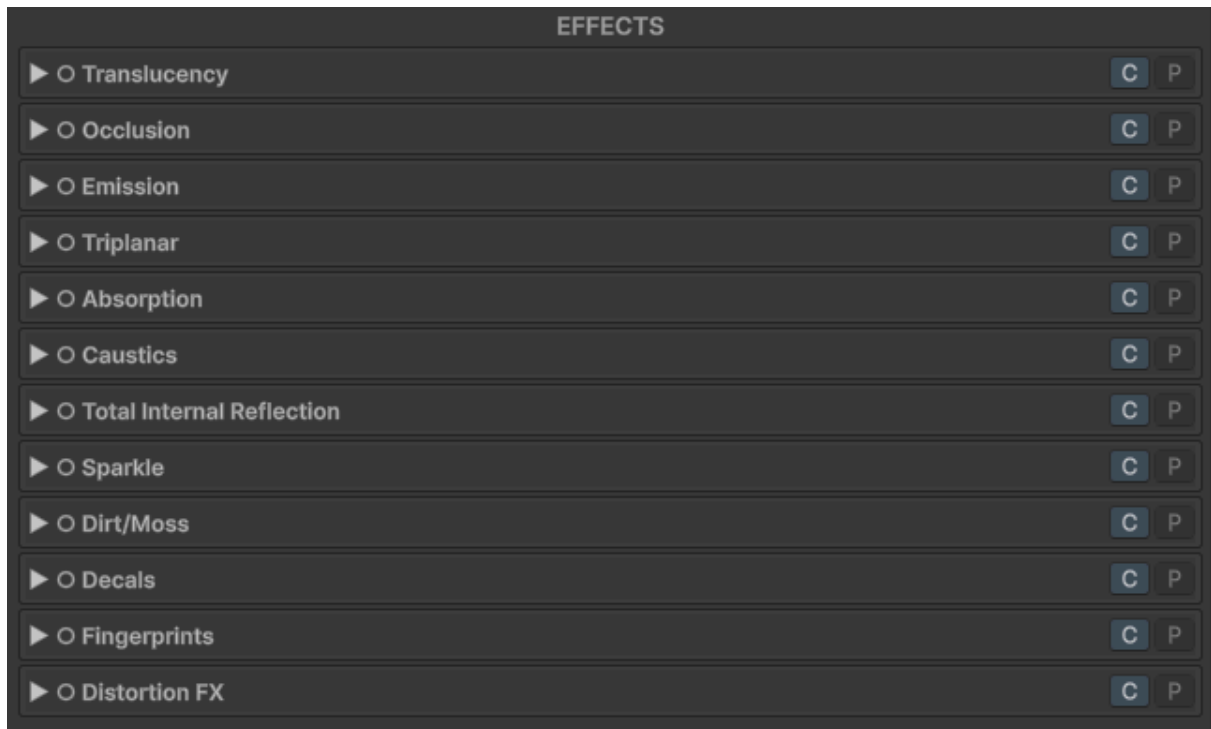 EFFECTS
Translucency C P
Occlusion C P
Emission C P
Triplanar C P
Absorption C P
Caustics C P
Total Internal Reflection C P
Sparkle C P
Dirt/Moss C P
Decals C P
Fingerprints C P
Distortion FX C P